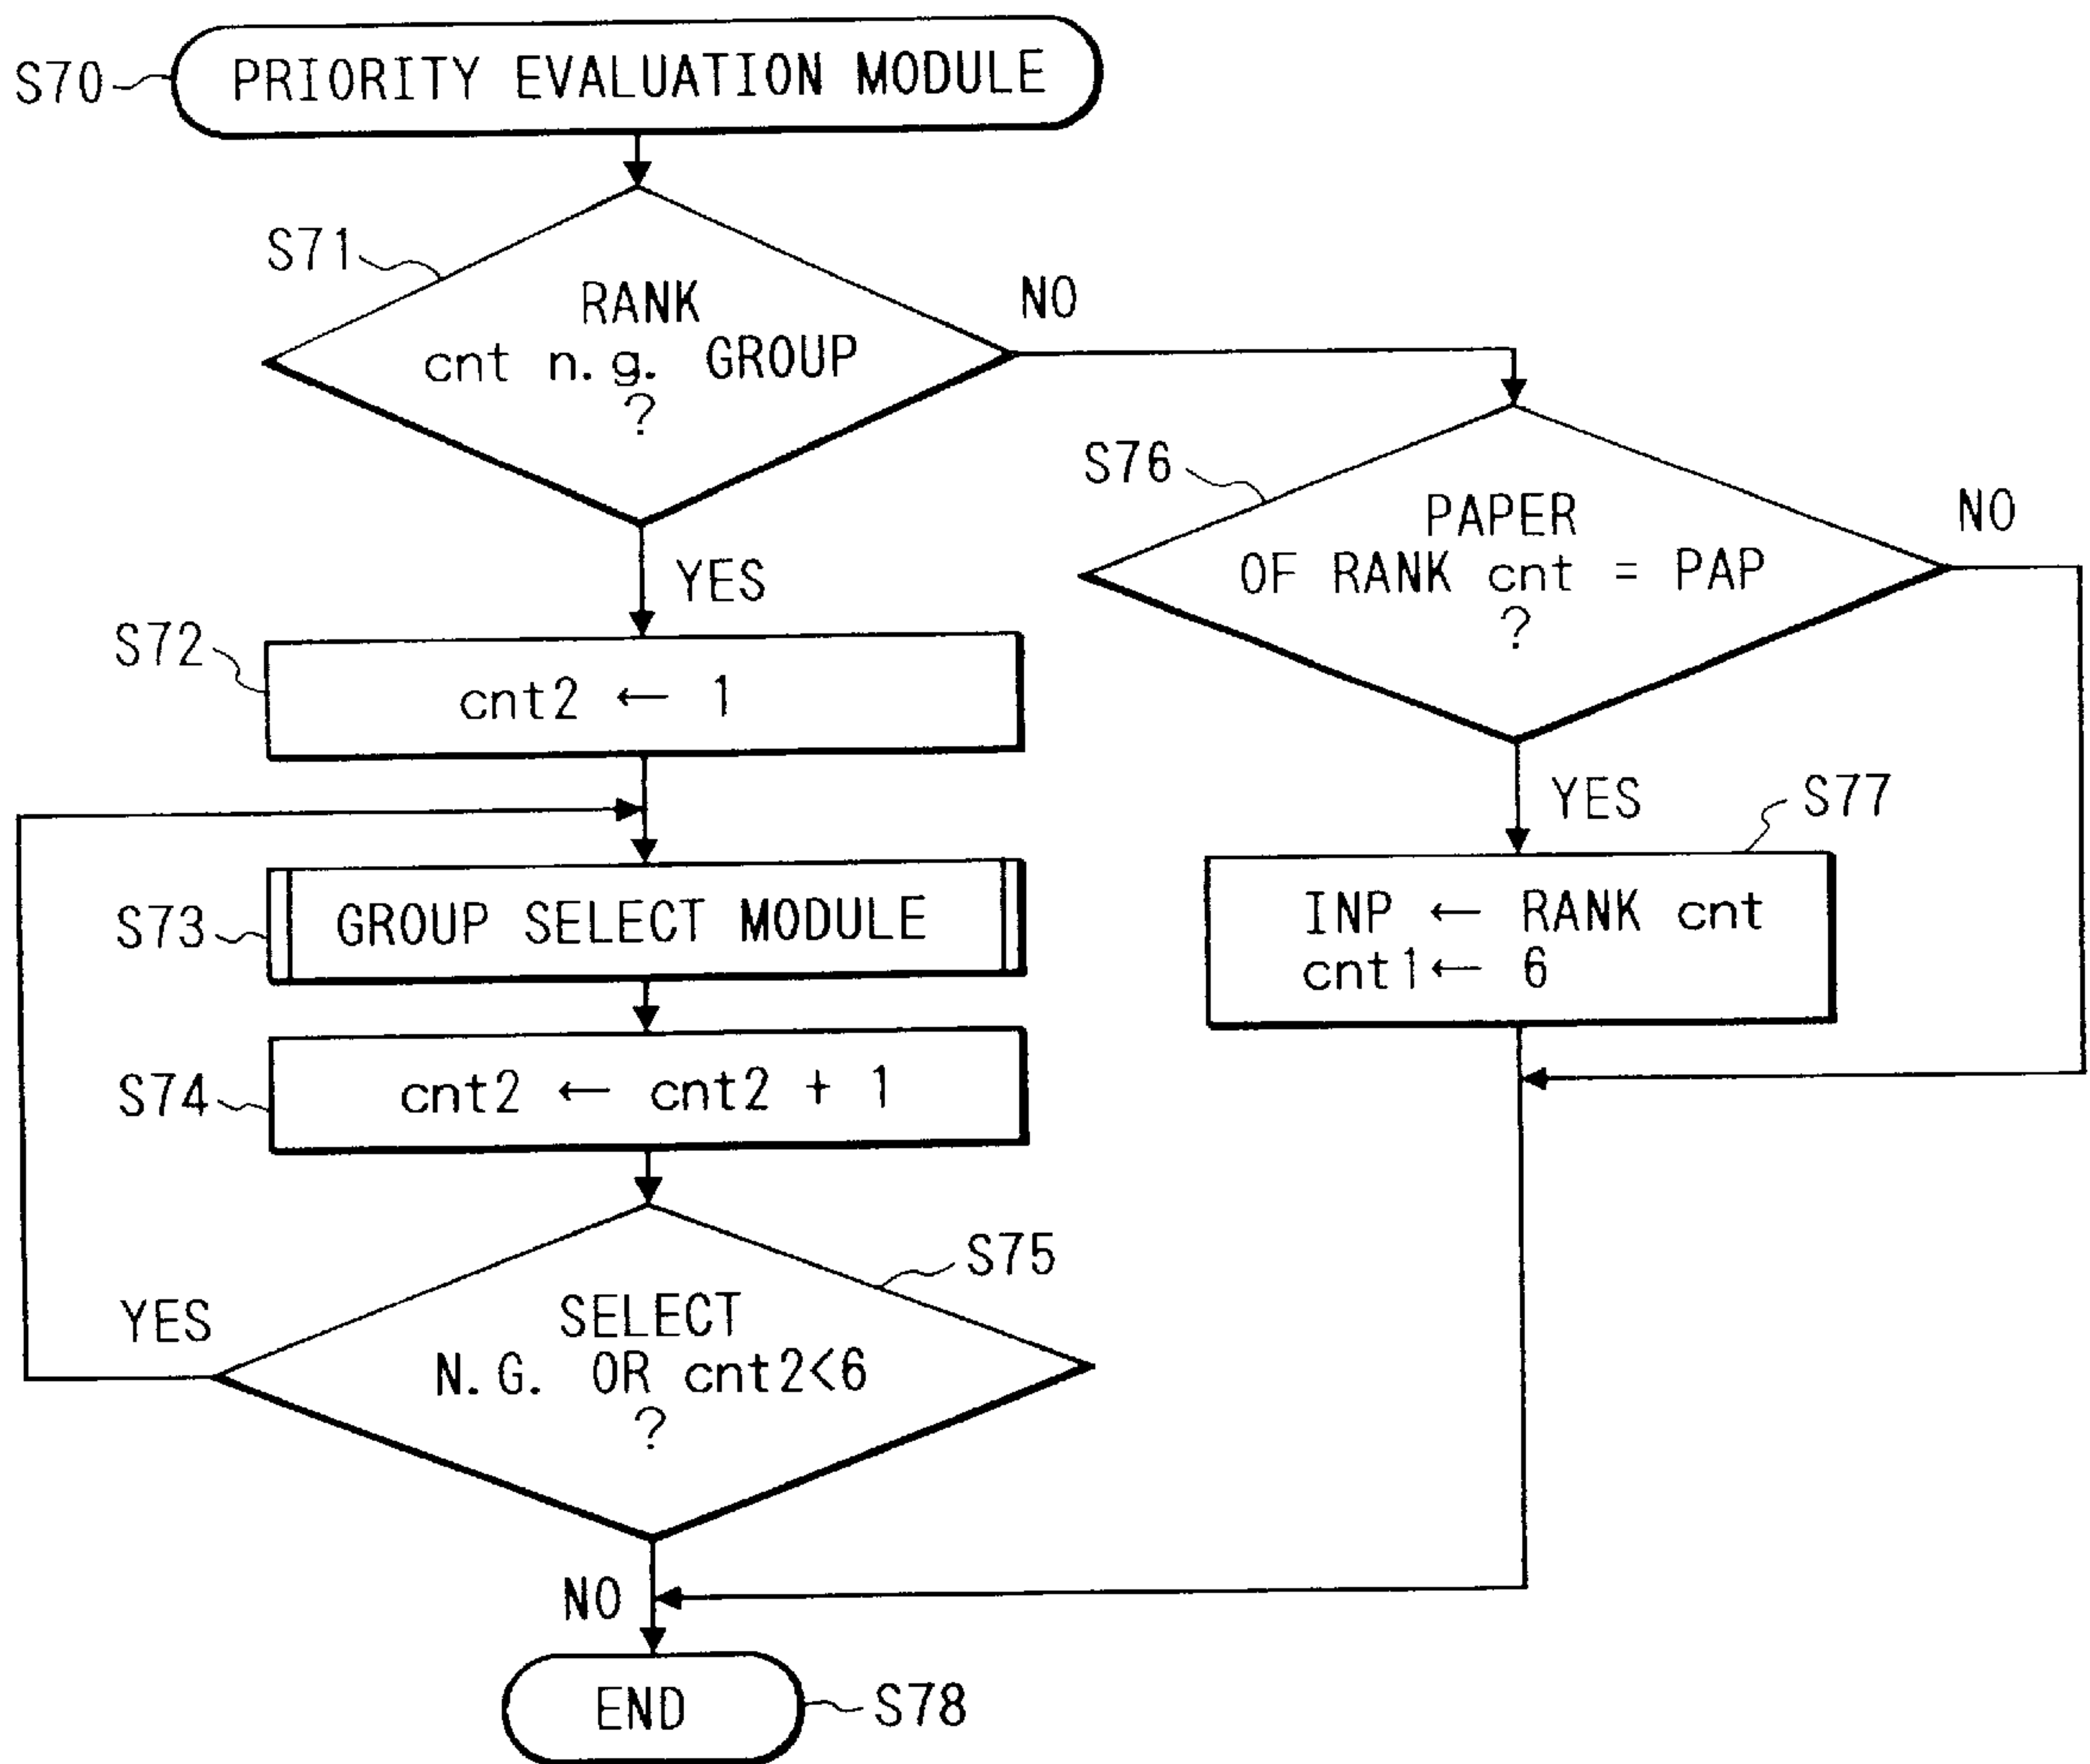 S70
PRIORITY EVALUATION MODULE
S71
RANK
cnt n.g. GROUP
?
NO
YES
S76
PAPER
OF RANK cnt = PAP
?
NO
YES
S72
cnt2 ← 1
S77
INP ← RANK cnt
cnt1← 6
S73
GROUP SELECT MODULE
S74
cnt2 ← cnt2 + 1
S75
SELECT
N.G. OR cnt2<6
?
YES
NO
END
S78